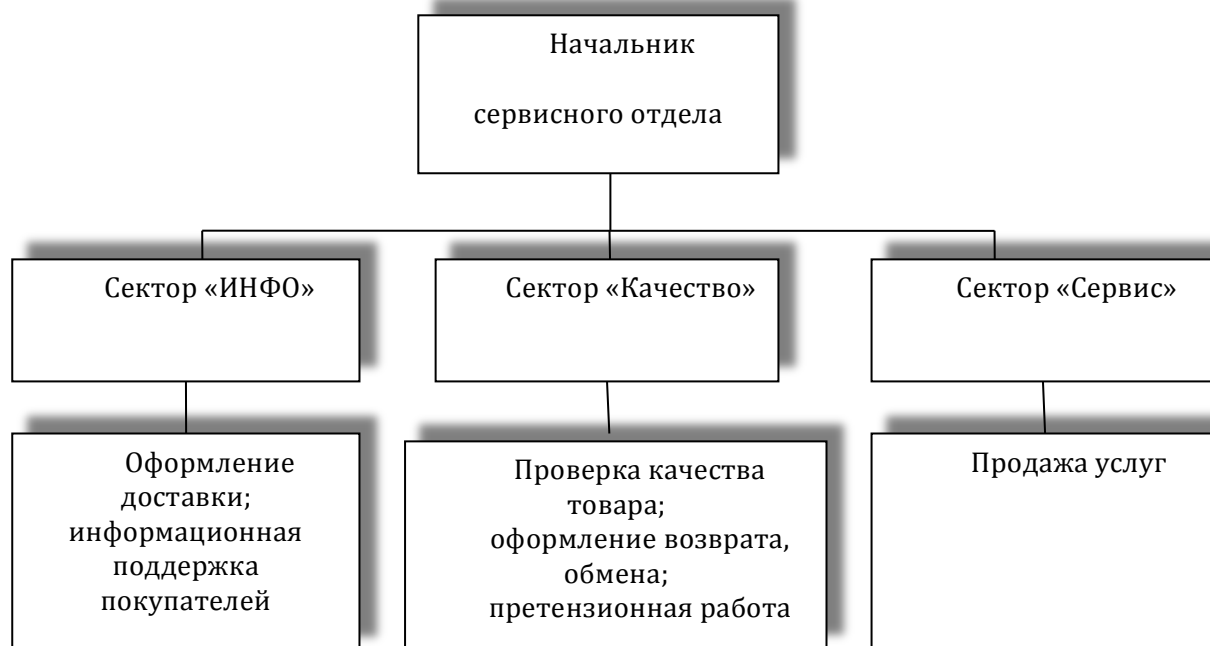 Начальник
сервисного отдела
Сектор «ИНФО»
Сектор «Качество»
Сектор «Сервис»
Оформление
доставки;
информационная
поддержка
покупателей
Проверка качества
товара;
оформление возврата,
обмена;
претензионная работа
Продажа услуг